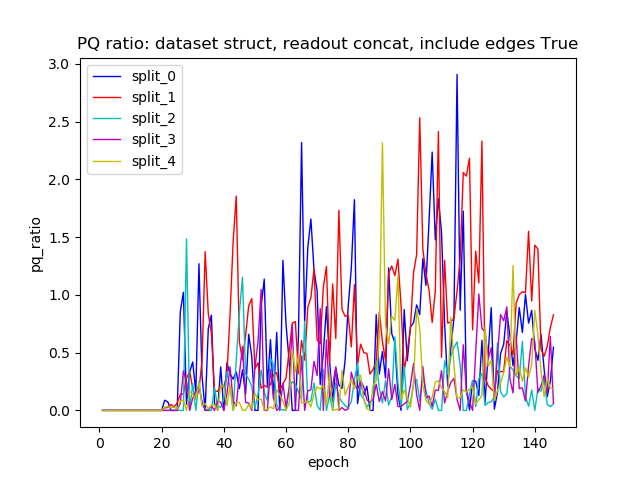 PQ ratio: dataset struct, readout concat, include edges True
split_0
split_1
split_2
split_3
split_4
3.0
2.5
2.0
1.5
1.0
0.5
0.0
pq_ratio
0
20
40
60
80
100
120
140
epoch